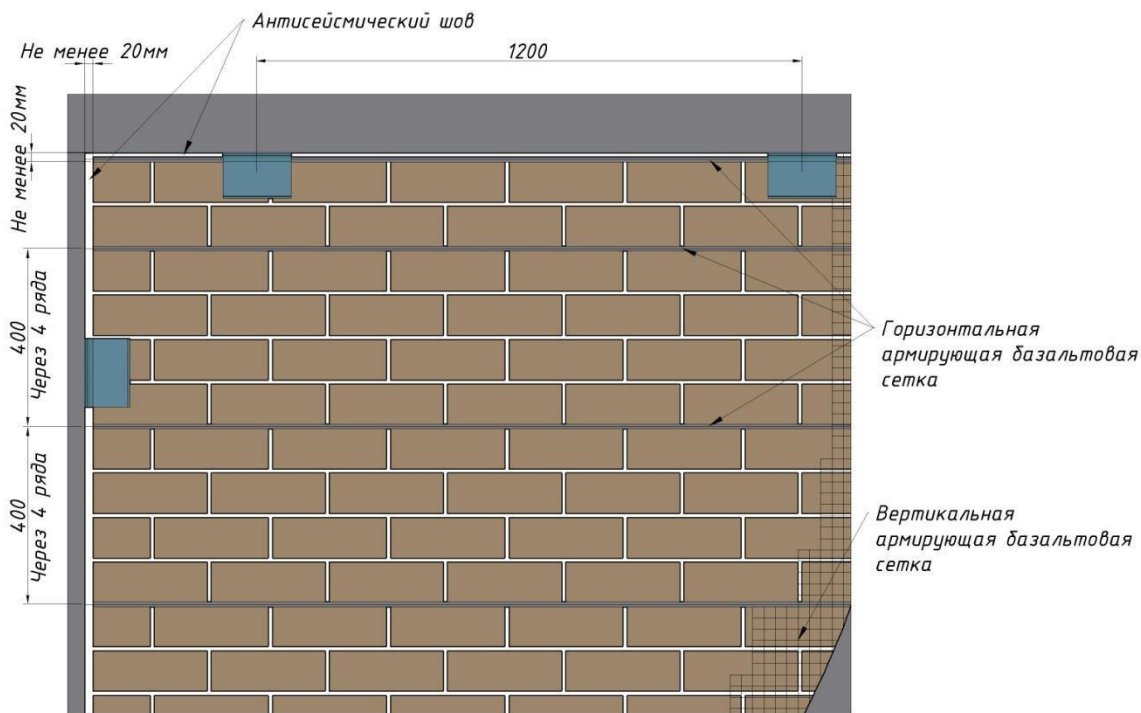 Антисейсмический шов
Не менее 20мм
1200
Не менее 20мм
400
Через 4 ряда
400
Через 4 ряда
Горизонтальная
армирующая базальтовая
сетка
Вертикальная
армирующая базальтовая
сетка